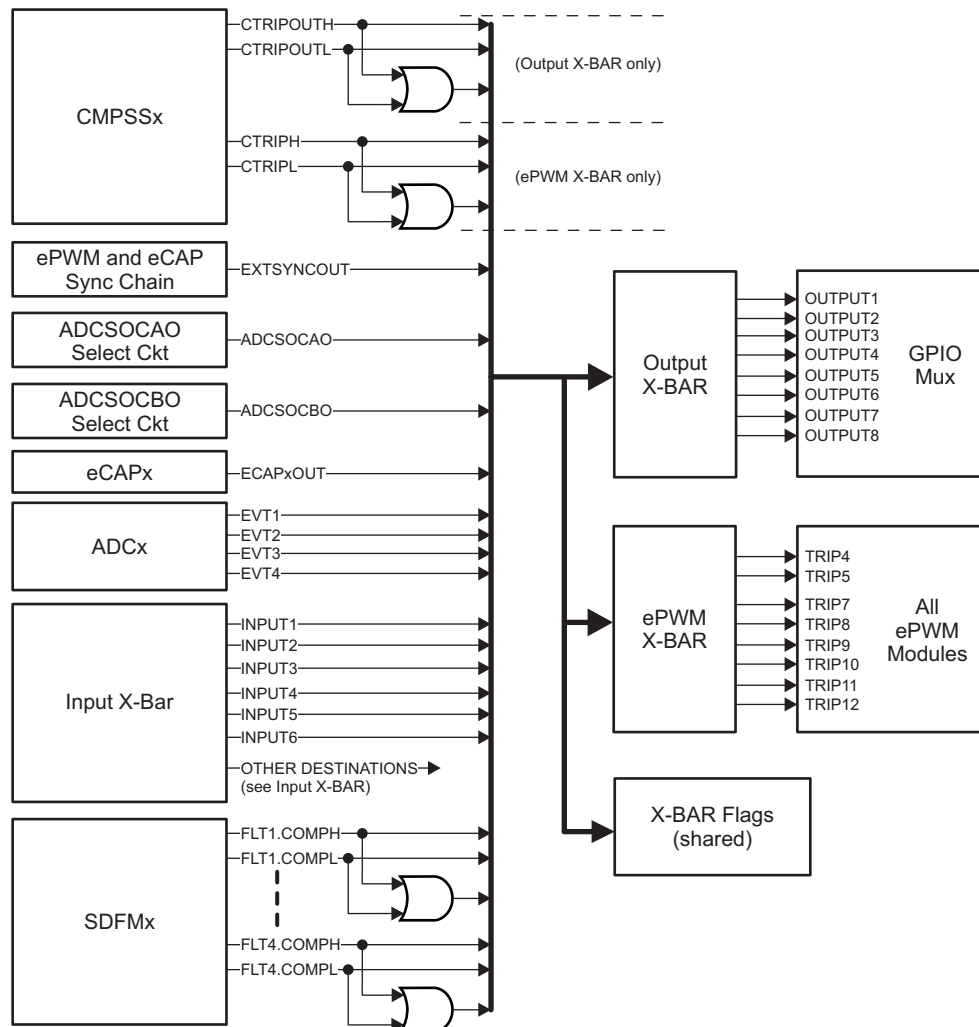 CMPSSx
CTRIPOUTH
CTRIPOUTL
(Output X-BAR only)
CTRIPH
CTRIPL
(ePWM X-BAR only)
ePWM and eCAP
Sync Chain
EXTSYNCOUT
ADCSOCAO
Select Ckt
ADCSOCAO
ADCSOCBO
Select Ckt
ADCSOCBO
eCAPx
ECAPxOUT
ADCx
EVT1
EVT2
EVT3
EVT4
Input X-Bar
INPUT1
INPUT2
INPUT3
INPUT4
INPUT5
INPUT6
OTHER DESTINATIONS
(see Input X-BAR)
SDFMx
FLT1.COMPH
FLT1.COMPL
FLT4.COMPH
FLT4.COMPL
Output
X-BAR
OUTPUT1
OUTPUT2
OUTPUT3
OUTPUT4
OUTPUT5
OUTPUT6
OUTPUT7
OUTPUT8
GPIO
Mux
ePWM
X-BAR
TRIP4
TRIP5
TRIP7
TRIP8
TRIP9
TRIP10
TRIP11
TRIP12
All
ePWM
Modules
X-BAR Flags
(shared)